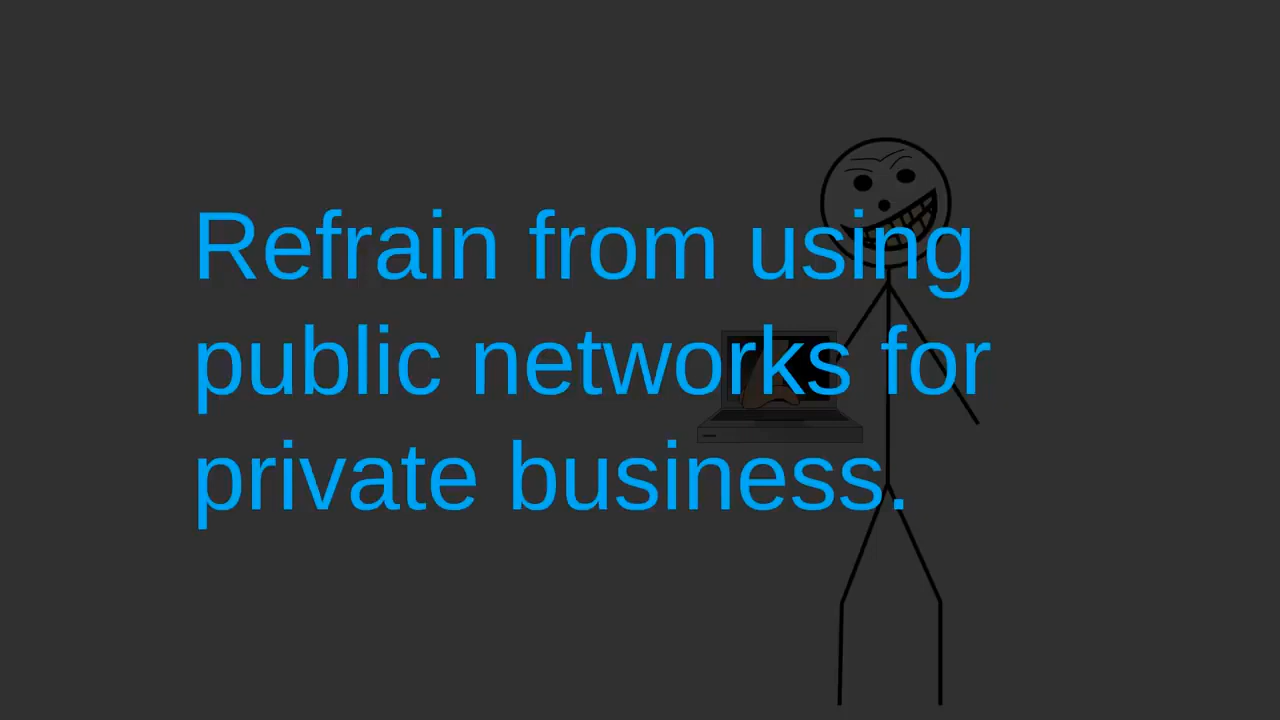 Refrain from using
public networks for
private business.